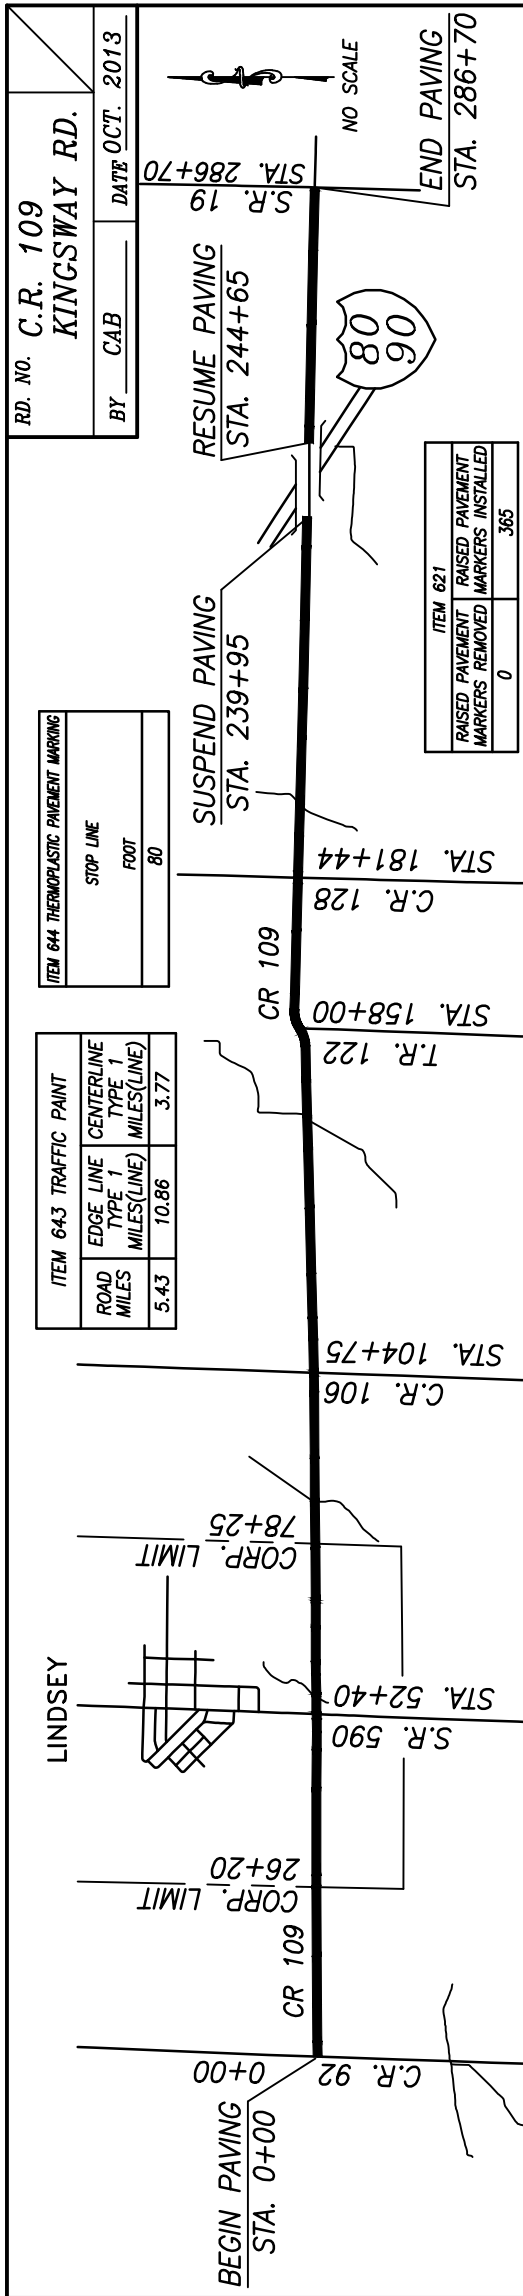 LINDSEY
ITEM 643 TRAFFIC PAINT
ROAD MILES
EDGE LINE TYPE 1 MILES(LINE)
CENTERLINE TYPE 1 MILES(LINE)
5.43 10.86 3.77
ITEM 644 THERMOPLASTIC PAVEMENT MARKING
STOP LINE
FOOT
80
RD. NO. C.R. 109
KINGSWAY RD.
BY CAB
DATE OCT. 2013
NO SCALE
BEGIN PAVING
STA. 0+00
0+00
C.R. 92
CR 109
CORP. LIMIT
26+20
S.R. 590
STA. 52+40
CORP. LIMIT
78+25
C.R. 106
STA. 104+75
T.R. 122
STA. 158+00
CR 109
C.R. 128
STA. 181+44
SUSPEND PAVING
STA. 239+95
RESUME PAVING
STA. 244+65
80
90
S.R. 19
STA. 286+70
END PAVING
STA. 286+70
ITEM 621
RAISED PAVEMENT MARKERS REMOVED
RAISED PAVEMENT MARKERS INSTALLED
0 365